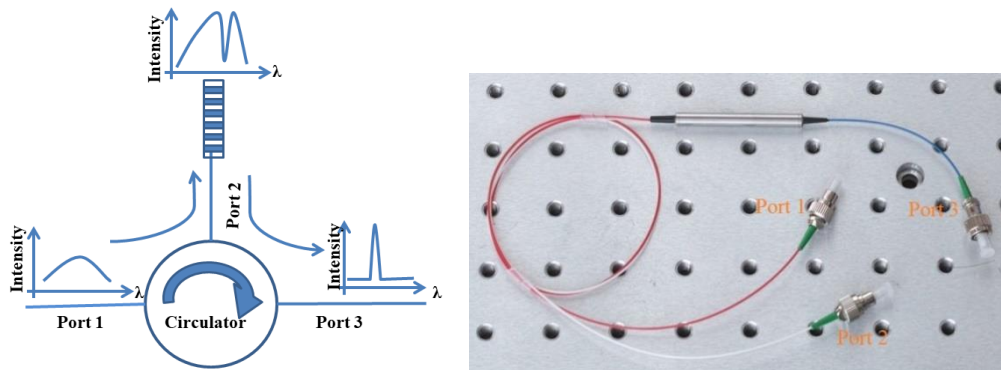 Intensity
λ
Port 2
Intensity
λ
Port 1
Circulator
Intensity
λ
Port 3
Port 1
Port 3
Port 2